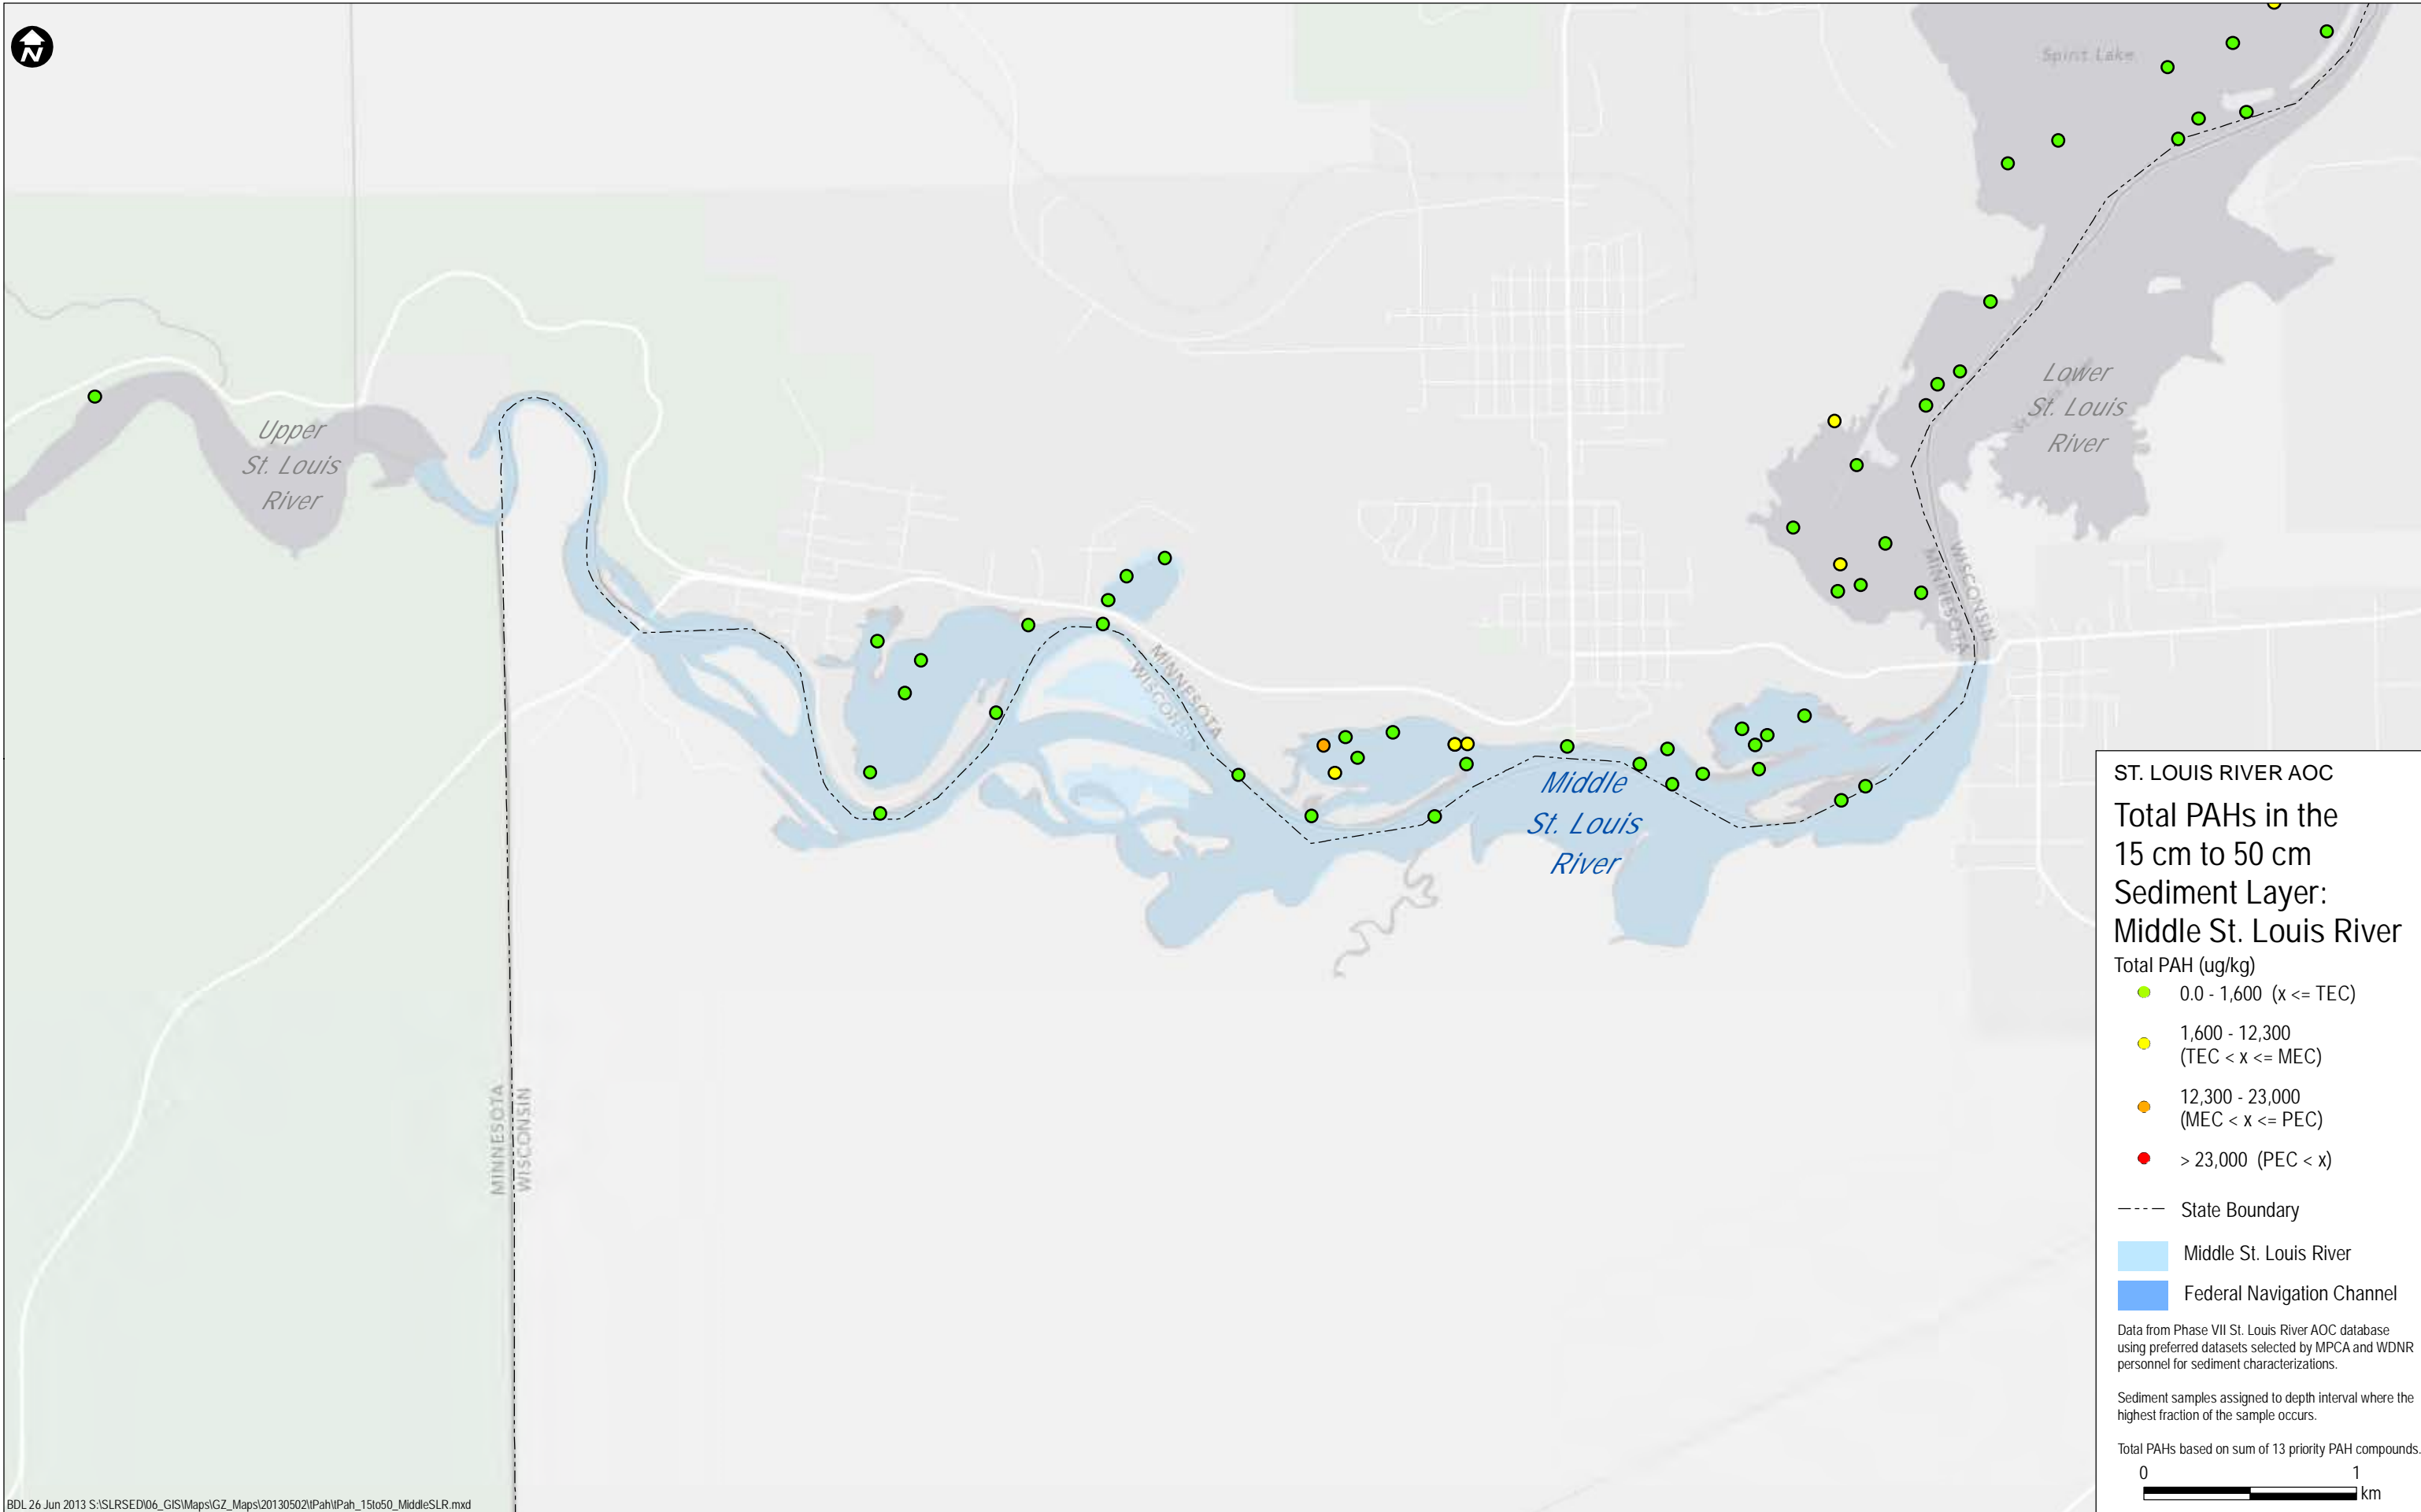 N
Spirit Lake
Upper
St. Louis
River
Lower
St. Louis
River
WISCONSIN
MINNESOTA
MINNESOTA
WISCONSIN
Middle
St. Louis
River
MINNESOTA
WISCONSIN
ST. LOUIS RIVER AOC
Total PAHs in the
15 cm to 50 cm
Sediment Layer:
Middle St. Louis River
Total PAH (ug/kg)
0.0 - 1,600 (x <= TEC)
1,600 - 12,300
(TEC < x <= MEC)
12,300 - 23,000
(MEC < x <= PEC)
> 23,000 (PEC < x)
State Boundary
Middle St. Louis River
Federal Navigation Channel
Data from Phase VII St. Louis River AOC database
using preferred datasets selected by MPCA and WDNR
personnel for sediment characterizations.
Sediment samples assigned to depth interval where the
highest fraction of the sample occurs.
Total PAHs based on sum of 13 priority PAH compounds.
0 1
km
BDL 26 Jun 2013 S:\SLRSED\06_GIS\Maps\GZ_Maps\20130502\tPah\tPah_15to50_MiddleSLR.mxd